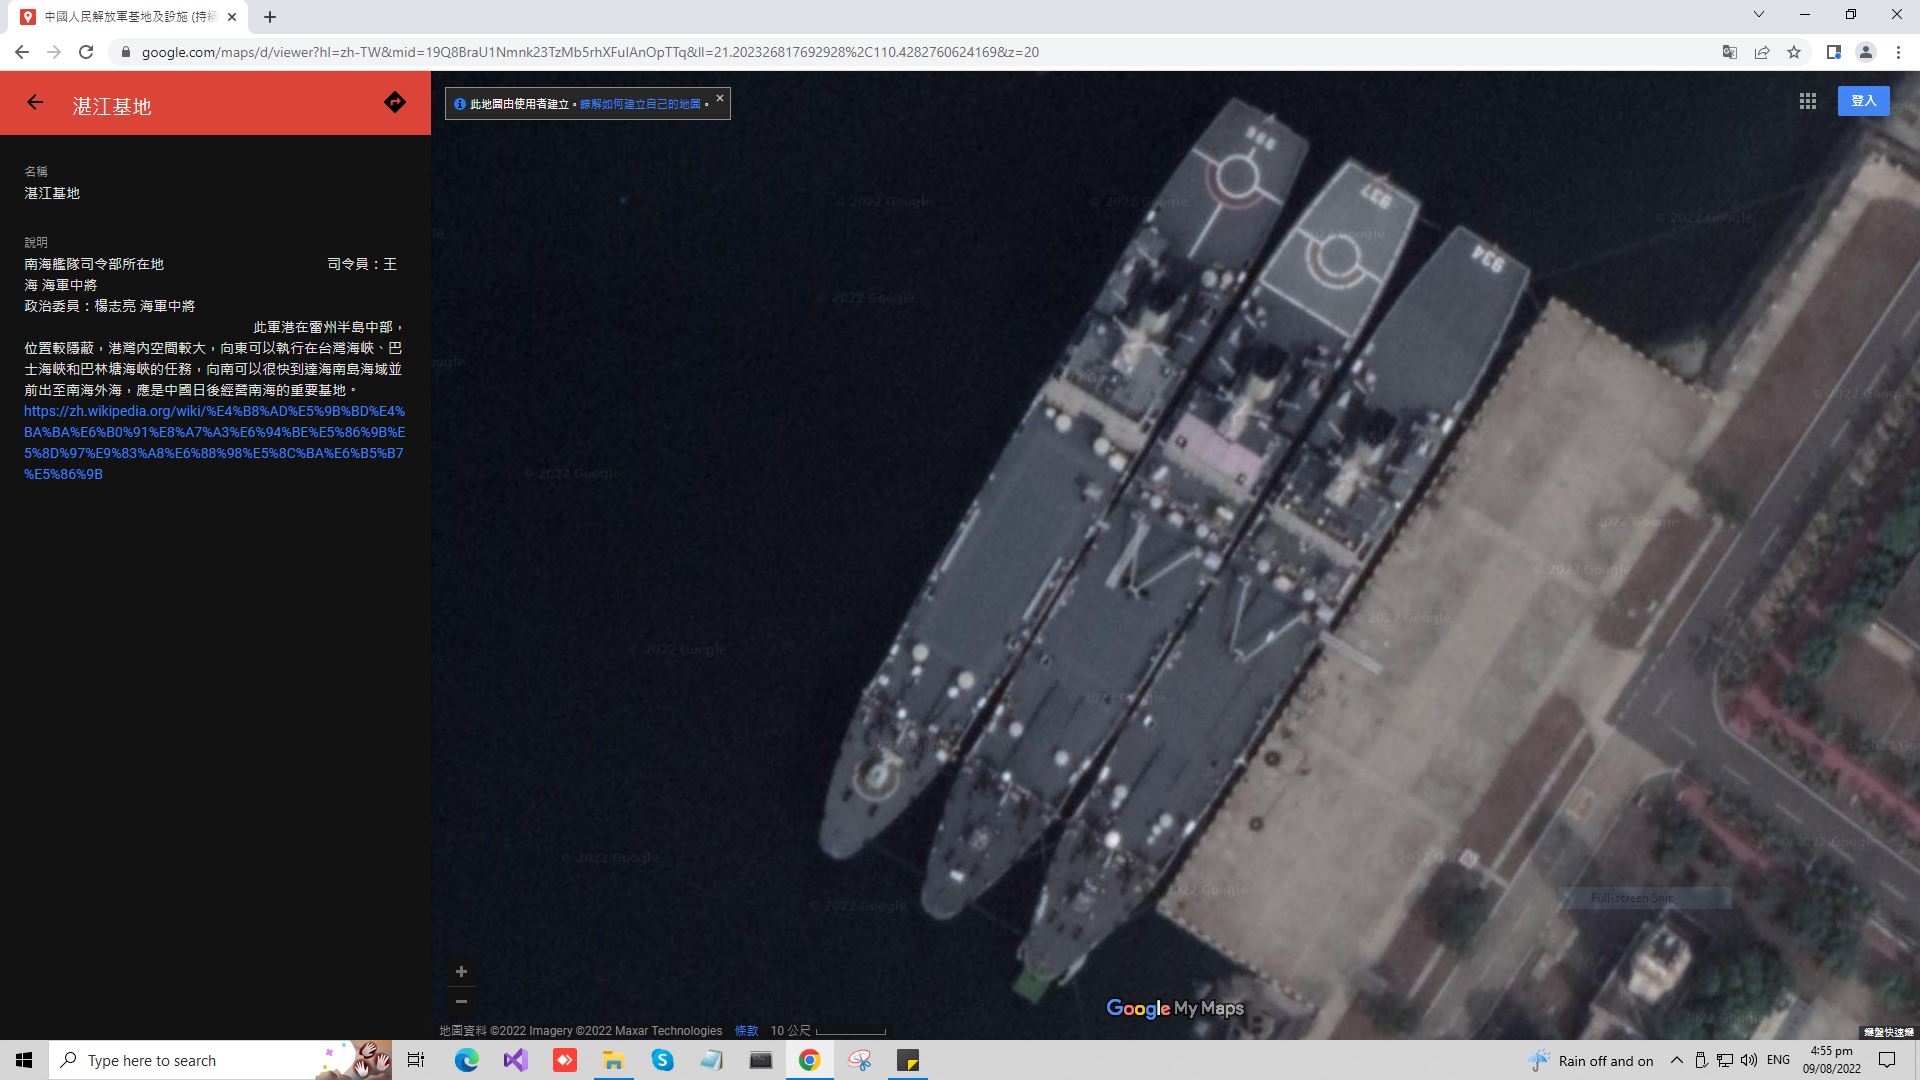 中國人民解放軍基地及設施 (持續
google.com/maps/d/viewer?hl=zh-TW&mid=19Q8BraU1Nmnk23TzMb5rhXFuIAnOpTTq&ll=21.202326817692928%2C110.4282760624169&z=20
湛江基地
此地圖由使用者建立。瞭解如何建立自己的地圖。
登入
名稱
湛江基地
說明
南海艦隊司令部所在地 司令員：王
海 海軍中將
政治委員：楊志亮 海軍中將
此軍港在雷州半島中部，
位置較隱蔽，港灣內空間較大，向東可以執行在台灣海峽、巴
士海峽和巴林塘海峽的任務，向南可以很快到達海南島海域並
前出至南海外海，應是中國日後經營南海的重要基地。
https://zh.wikipedia.org/wiki/%E4%B8%AD%E5%9B%BD%E4%
BA%BA%E6%B0%91%E8%A7%A3%E6%94%BE%E5%86%9B%E
5%8D%97%E9%83%A8%E6%88%98%E5%8C%BA%E6%B5%B7
%E5%86%9B
937
934
© 2022 Google
Full-screen Snip
Google My Maps
地圖資料 ©2022 Imagery ©2022 Maxar Technologies 條款 10 公尺
鍵盤快速鍵
Type here to search
Rain off and on
ENG
4:55 pm
09/08/2022